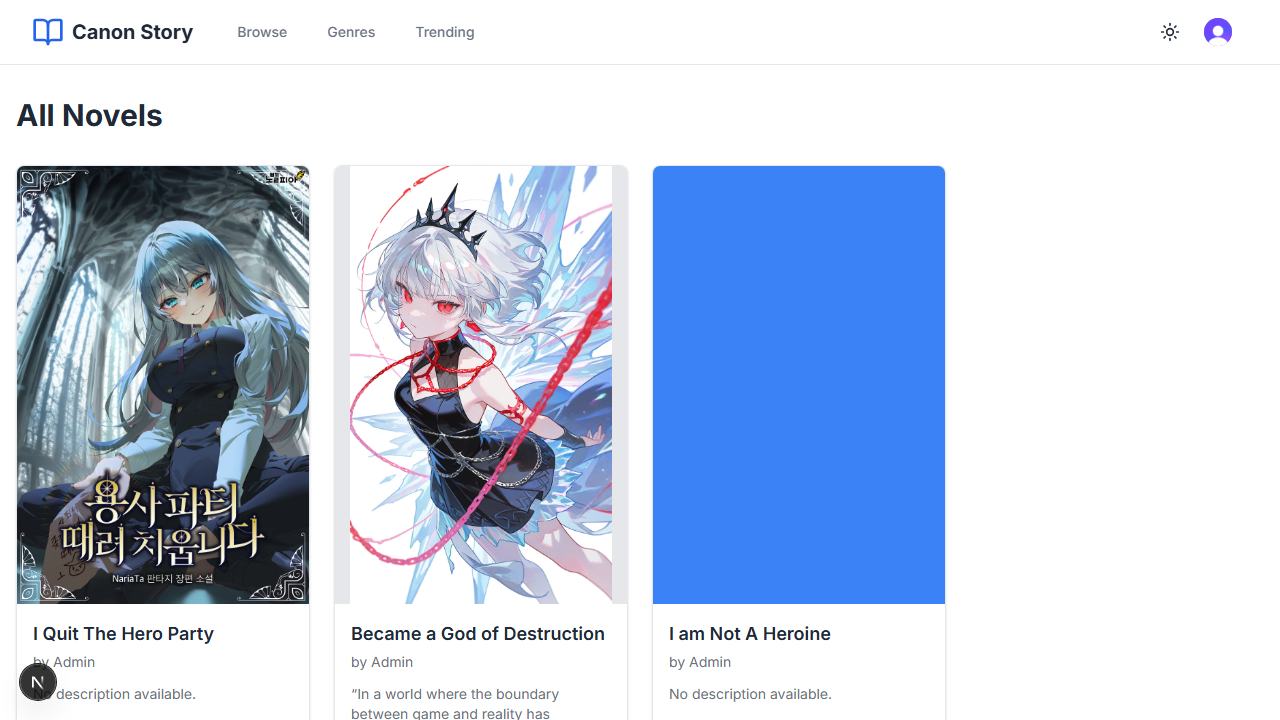 Canon Story
Browse
Genres
Trending
All Novels
노벨피아
용사 파티
때려 치웁니다
NariaTa 판타지 장편 소설
I Quit The Hero Party
by Admin
No description available.
Became a God of Destruction
by Admin
“In a world where the boundary
between game and reality has
I am Not A Heroine
by Admin
No description available.
N